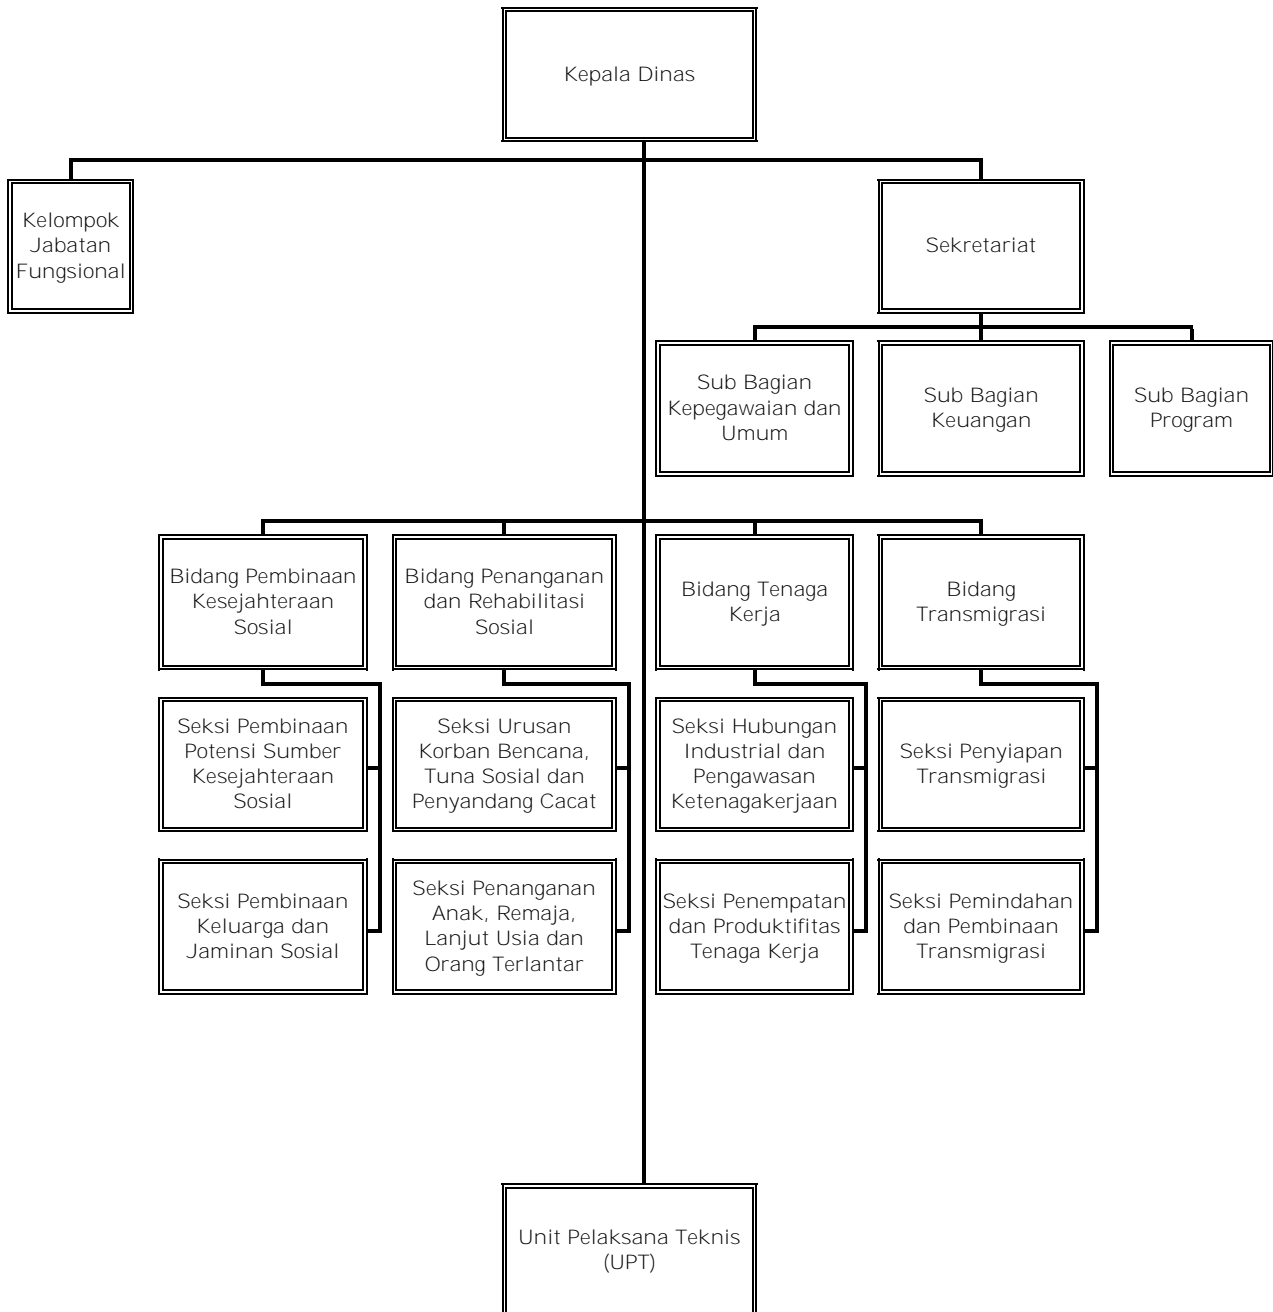 Kepala Dinas
Kelompok
Jabatan
Fungsional
Sekretariat
Sub Bagian
Kepegawaian dan
Umum
Sub Bagian
Keuangan
Sub Bagian
Program
Bidang Pembinaan
Kesejahteraan
Sosial
Bidang Penanganan
dan Rehabilitasi
Sosial
Bidang Tenaga
Kerja
Bidang
Transmigrasi
Seksi Pembinaan
Potensi Sumber
Kesejahteraan
Sosial
Seksi Urusan
Korban Bencana,
Tuna Sosial dan
Penyandang Cacat
Seksi Hubungan
Industrial dan
Pengawasan
Ketenagakerjaan
Seksi Penyiapan
Transmigrasi
Seksi Pembinaan
Keluarga dan
Jaminan Sosial
Seksi Penanganan
Anak, Remaja,
Lanjut Usia dan
Orang Terlantar
Seksi Penempatan
dan Produktifitas
Tenaga Kerja
Seksi Pemindahan
dan Pembinaan
Transmigrasi
Unit Pelaksana Teknis
(UPT)